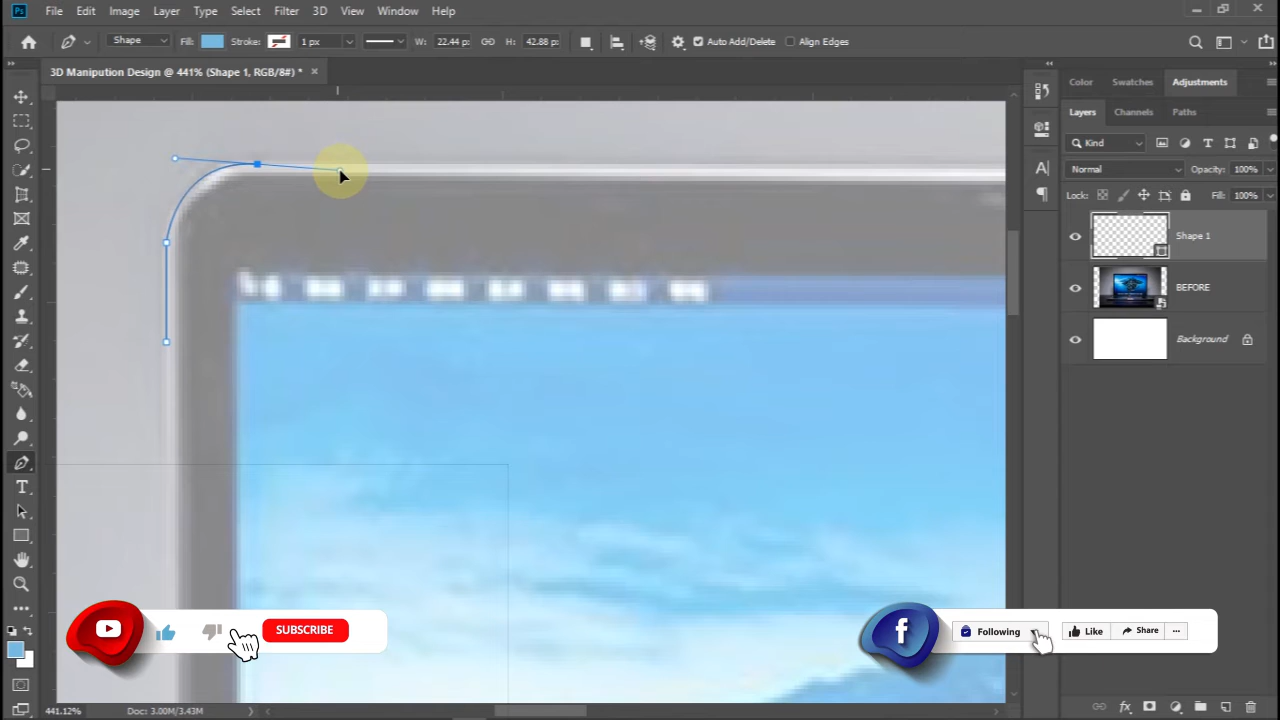 Ps File Edit Image Layer Type Select Filter 3D View Window Help
Shape Fill: Stroke: 1 px W: 22.44 p: H: 42.88 p: Auto Add/Delete Align Edges
3D Manipution Design @ 441% (Shape 1, RGB/8#) * ×
Color Swatches Adjustments
Layers Channels Paths
Kind
Normal Opacity: 100%
Lock: Fill: 100%
Shape 1
BEFORE
Background
SUBSCRIBE
Following Like Share ...
441.12% Doc: 3.00M/3.43M